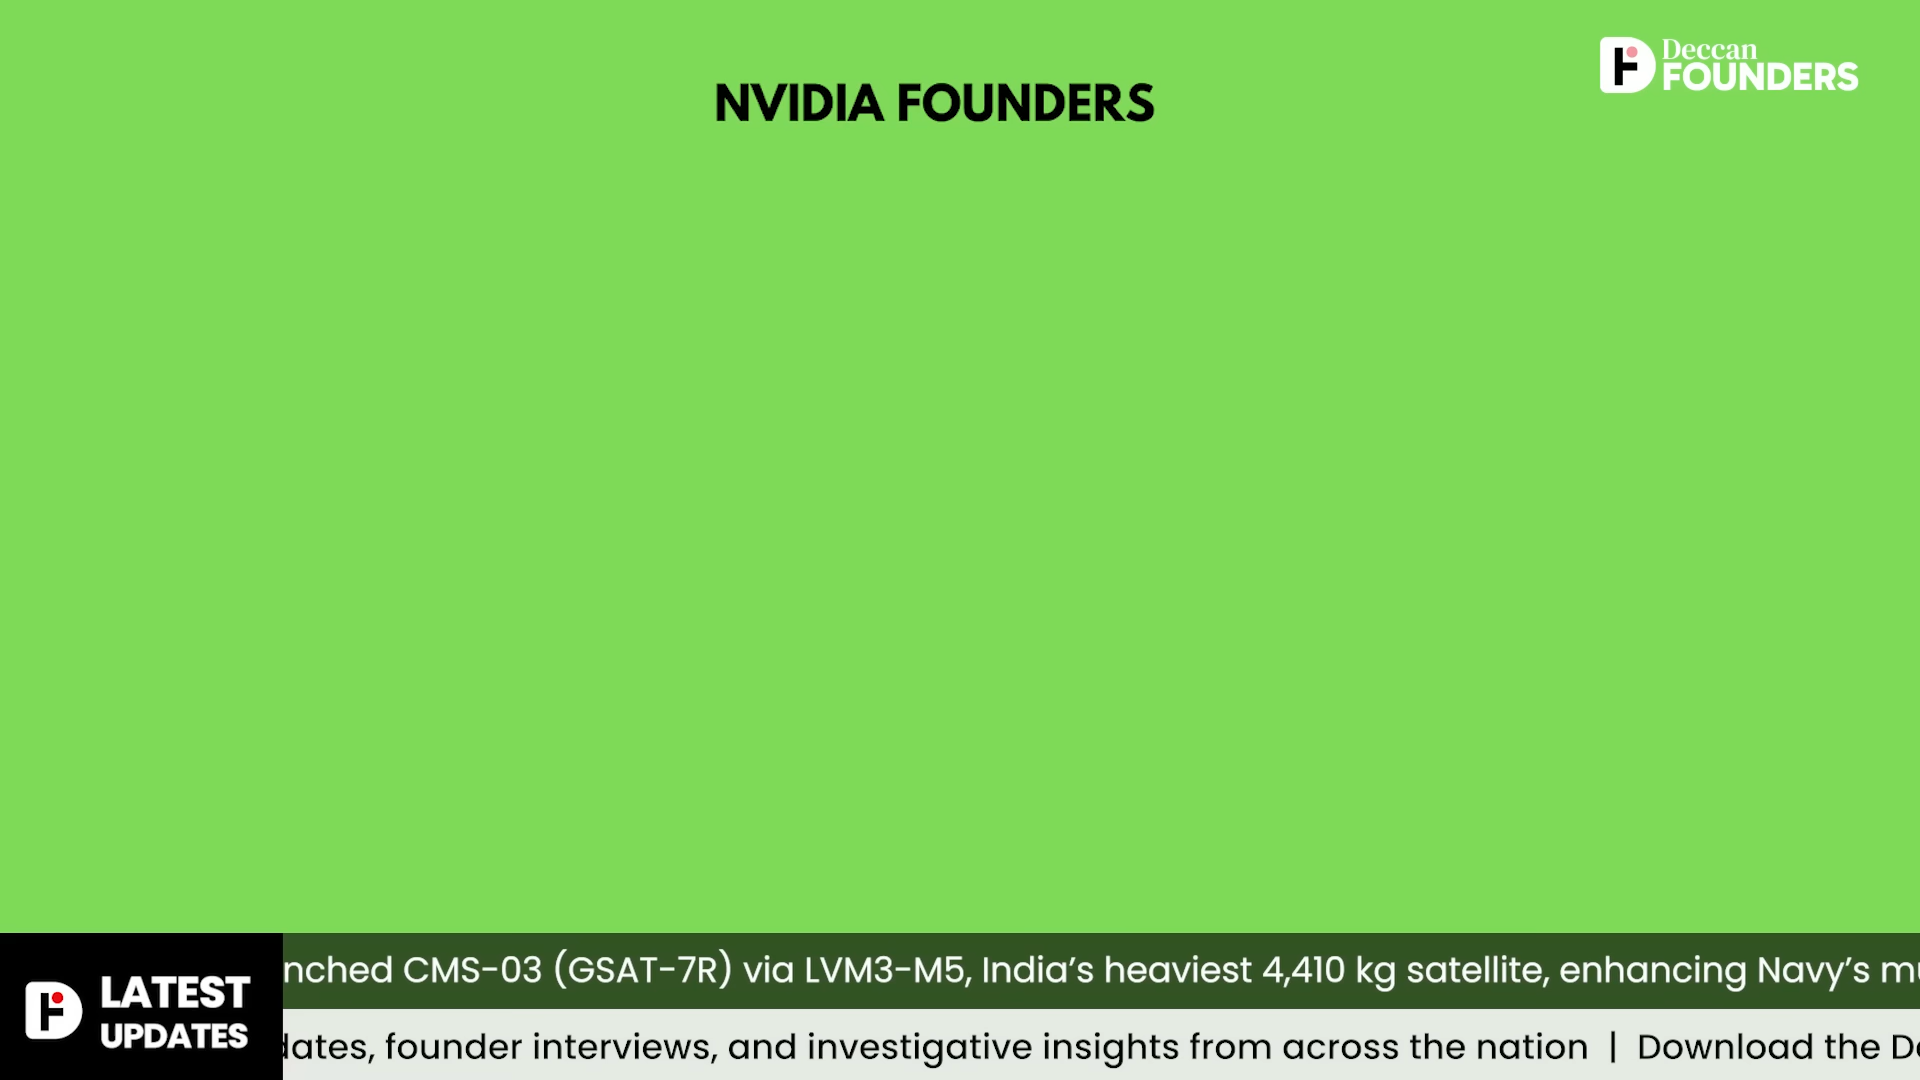 Deccan
FOUNDERS
NVIDIA FOUNDERS
LATEST
UPDATES
nched CMS-03 (GSAT-7R) via LVM3-M5, India’s heaviest 4,410 kg satellite, enhancing Navy’s
dates, founder interviews, and investigative insights from across the nation | Download the